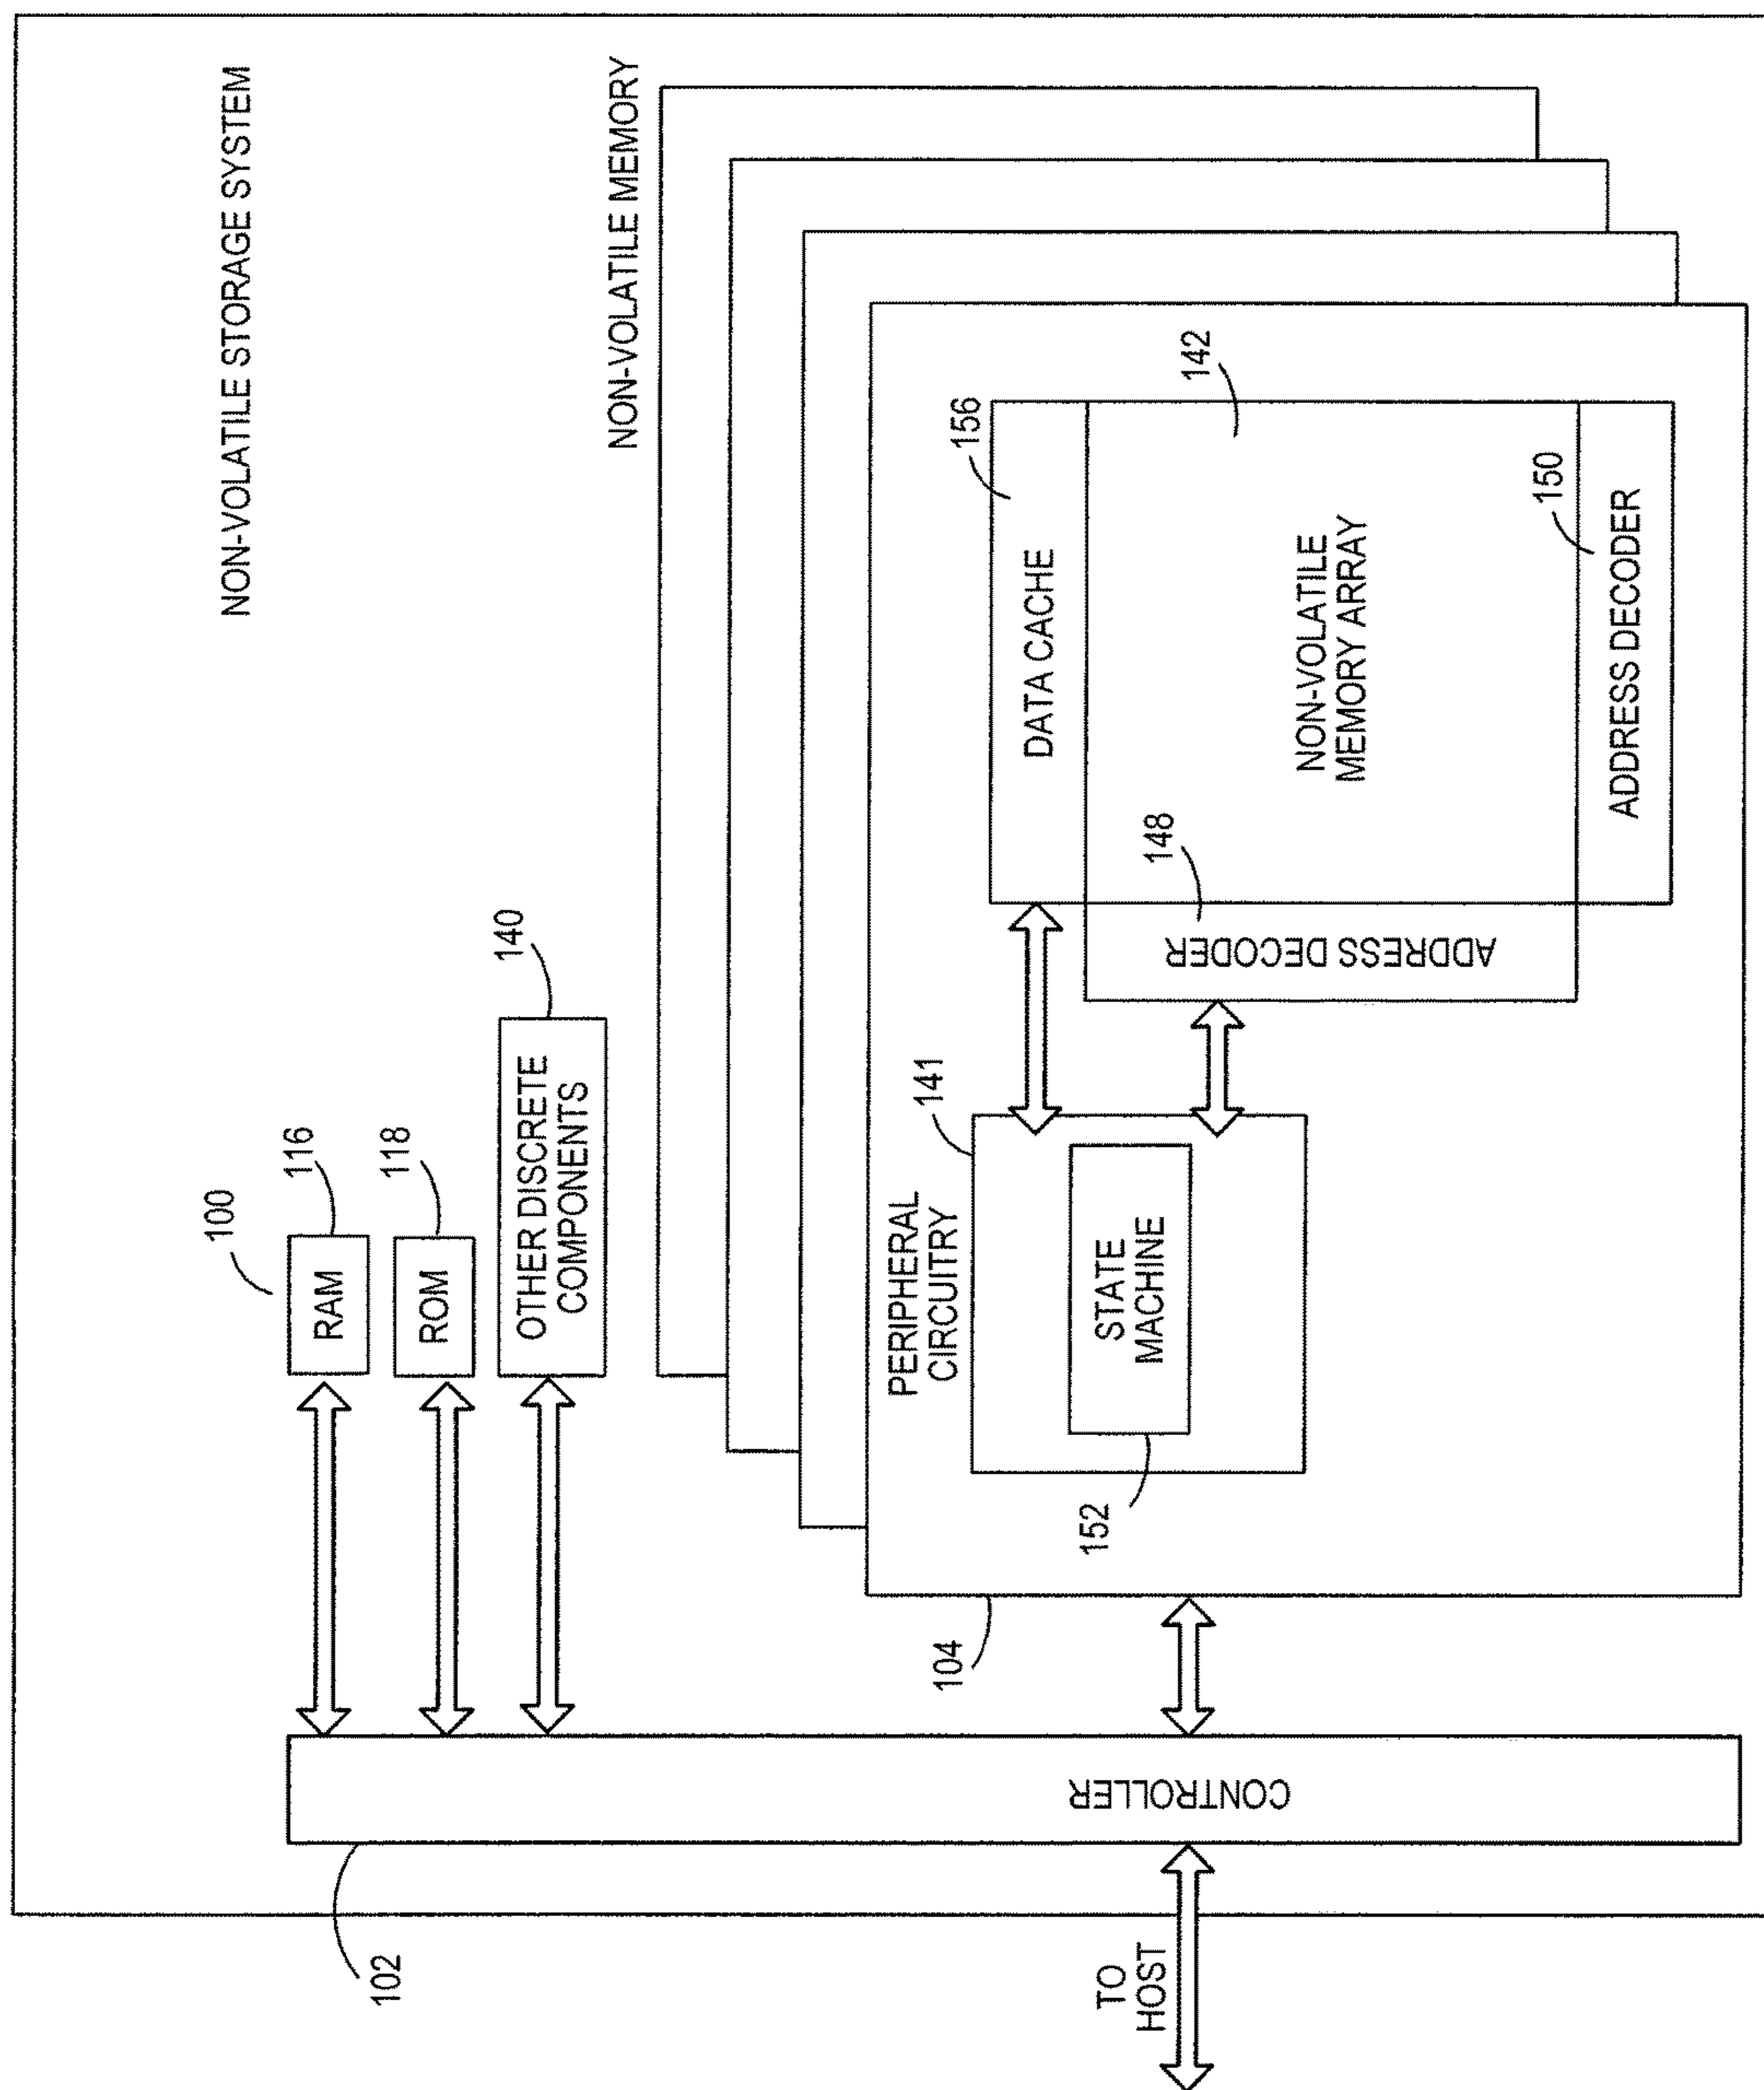 NON-VOLATILE STORAGE SYSTEM
100
RAM
116
ROM
118
OTHER DISCRETE
COMPONENTS
140
NON-VOLATILE MEMORY
102
CONTROLLER
TO
HOST
104
PERIPHERAL
CIRCUITRY
141
STATE
MACHINE
152
DATA CACHE
156
ADDRESS DECODER
148
NON-VOLATILE
MEMORY ARRAY
142
ADDRESS DECODER
150